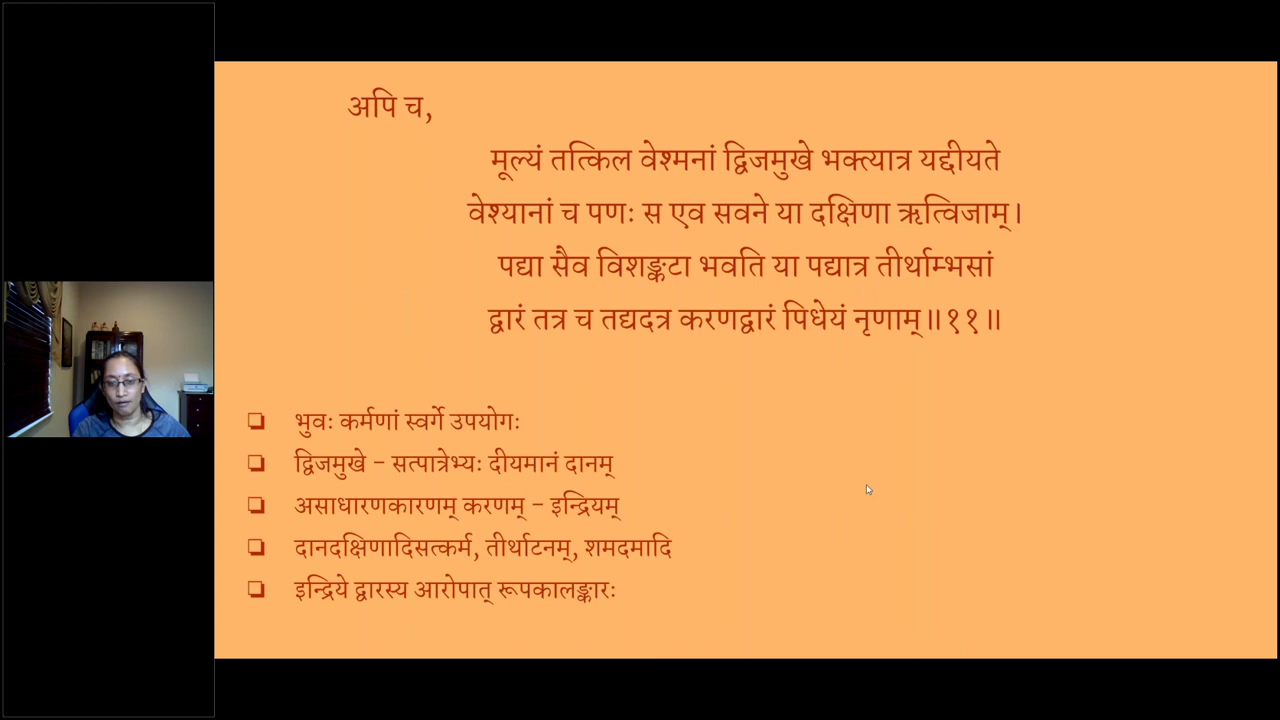 अपि च,
मूल्यं तत्किल वेश्मनां द्विजमुखे भक्त्यात्र यद्दीयते
वेश्यानां च पणः स एव सवने या दक्षिणा ऋत्विजाम्।
पद्या सैव विशङ्कटा भवति या पद्यात्र तीर्थाम्भसां
द्वारं तत्र च तद्यदत्र करणद्वारं पिधेयं नृणाम्॥११॥
❏ भुवः कर्मणां स्वर्गे उपयोगः
❏ द्विजमुखे – सत्पात्रेभ्यः दीयमानं दानम्
❏ असाधारणकारणम् करणम् – इन्द्रियम्
❏ दानदक्षिणादिसत्कर्म, तीर्थाटनम्, शमदमादि
❏ इन्द्रिये द्वारस्य आरोपात् रूपकालङ्कारः